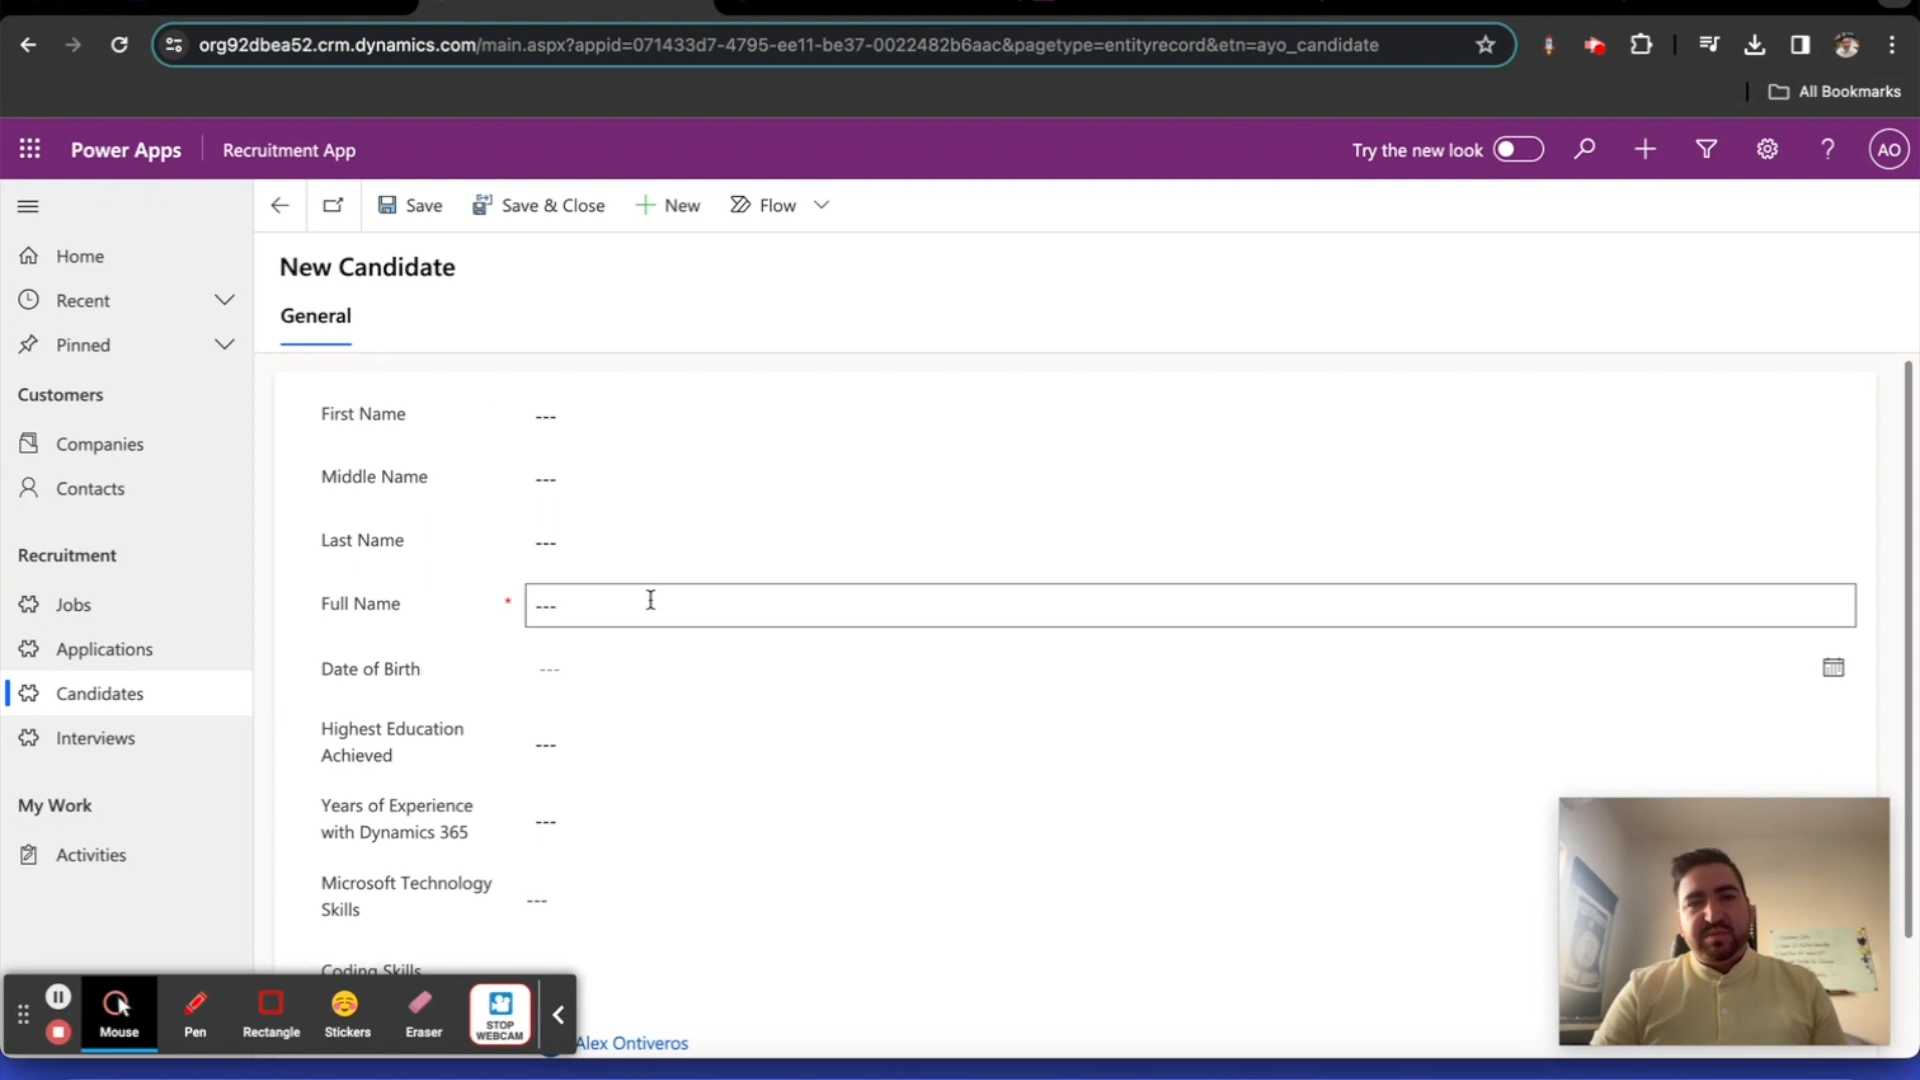 org92dbea52.crm.dynamics.com/main.aspx?appid=071433d7-4795-ee11-be37-0022482b6aac&pagetype=entityrecord&etn=ayo_candidate
All Bookmarks
Power Apps
Recruitment App
Try the new look
AO
Save
Save & Close
New
Flow
Home
Recent
Pinned
Customers
Companies
Contacts
Recruitment
Jobs
Applications
Candidates
Interviews
My Work
Activities
New Candidate
General
First Name ---
Middle Name ---
Last Name ---
Full Name * ---
Date of Birth ---
Highest Education
Achieved ---
Years of Experience
with Dynamics 365 ---
Microsoft Technology
Skills ---
Coding Skills
Alex Ontiveros
Mouse
Pen
Rectangle
Stickers
Eraser
STOP
WEBCAM